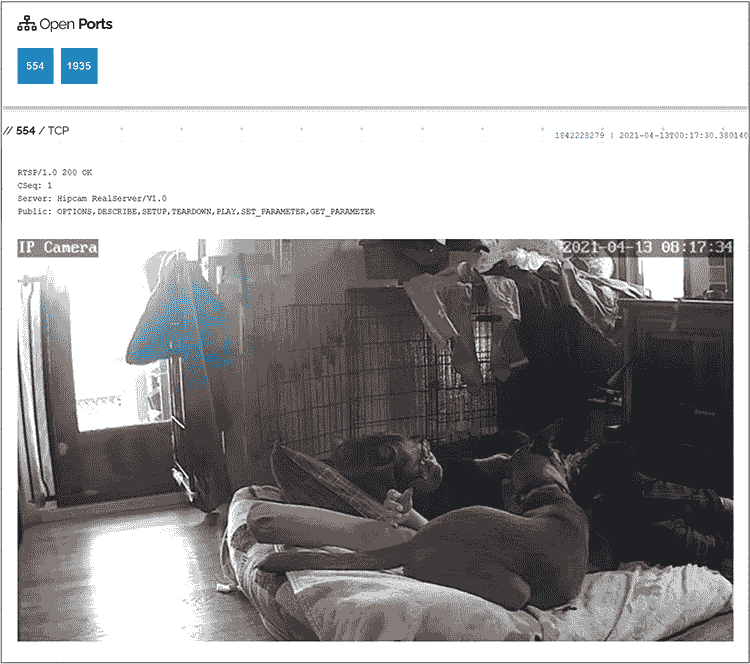 Open Ports
554 1935
// 554 / TCP
1842228279 | 2021-04-13T00:17:30.380140
RTSP/1.0 200 OK
CSeq: 1
Server: Hipcam RealServer/V1.0
Public: OPTIONS,DESCRIBE,SETUP,TEARDOWN,PLAY,SET_PARAMETER,GET_PARAMETER
IP Camera 2021-04-13 08:17:34